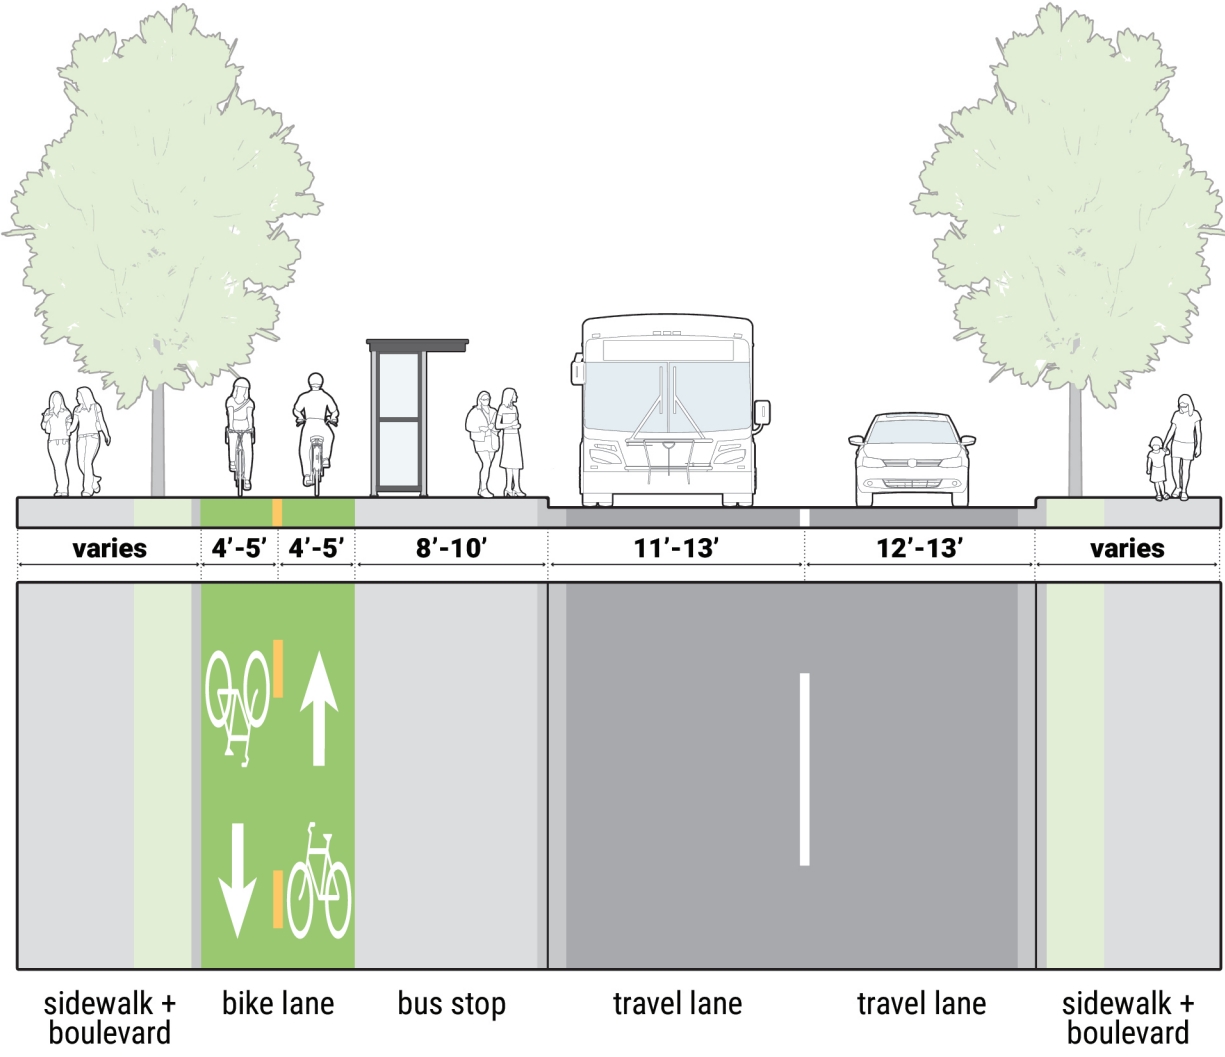 varies 4’-5’ 4’-5’ 8’-10’ 11’-13’ 12’-13’ varies
sidewalk +
boulevard
bike lane
bus stop
travel lane
travel lane
sidewalk +
boulevard